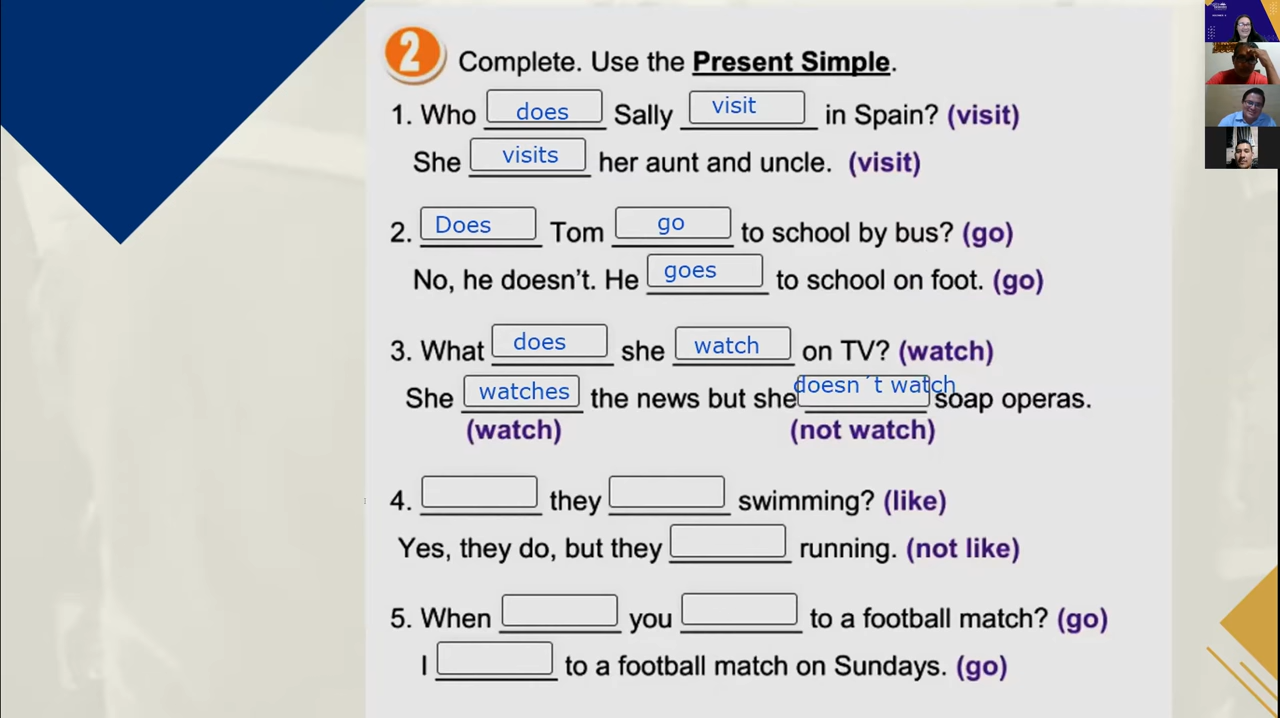 2 Complete. Use the Present Simple.
1. Who does Sally visit in Spain? (visit)
She visits her aunt and uncle. (visit)
2. Does Tom go to school by bus? (go)
No, he doesn't. He goes to school on foot. (go)
3. What does she watch on TV? (watch)
She watches the news but she doesn´t watch soap operas.
(watch) (not watch)
4. they swimming? (like)
Yes, they do, but they running. (not like)
5. When you to a football match? (go)
I to a football match on Sundays. (go)